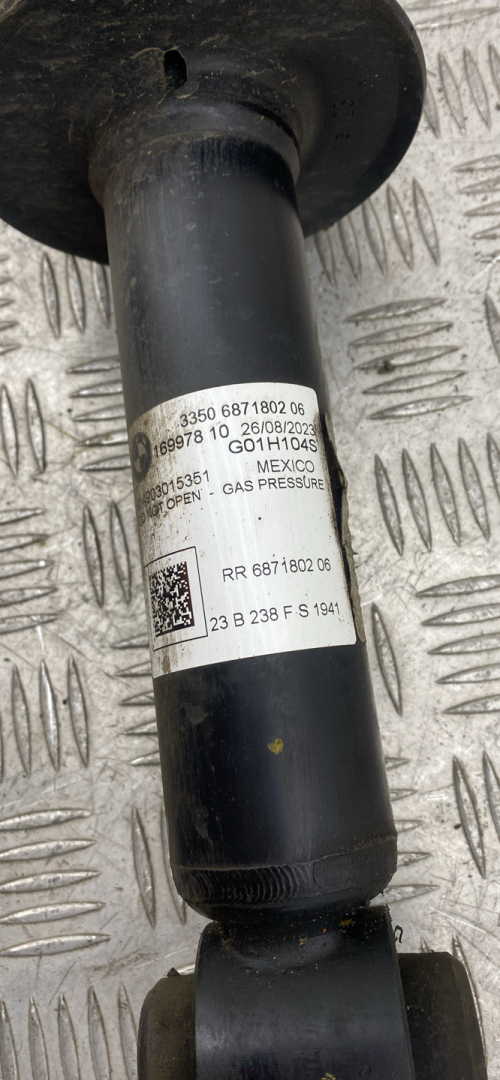 3350 6871802 06
169978 10 26/08/2023
G01H104S
MEXICO
4903015351
NOT OPEN - GAS PRESSURE
RR 6871802 06
23 B 238 F S 1941